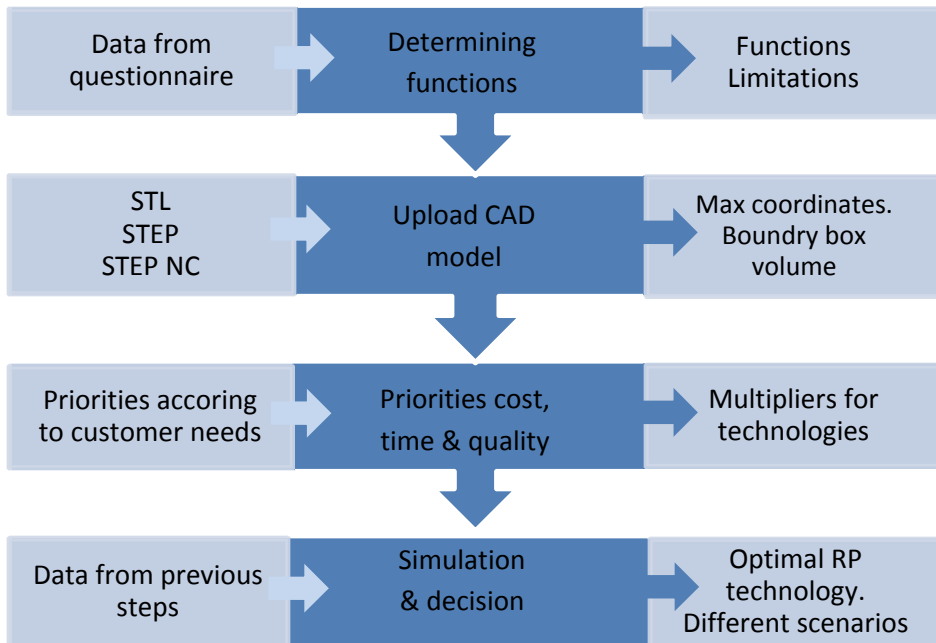 Data from
questionnaire
Determining
functions
Functions
Limitations
STL
STEP
STEP NC
Upload CAD
model
Max coordinates.
Boundry box
volume
Priorities accoring
to customer needs
Priorities cost,
time & quality
Multipliers for
technologies
Data from previous
steps
Simulation
& decision
Optimal RP
technology.
Different scenarios